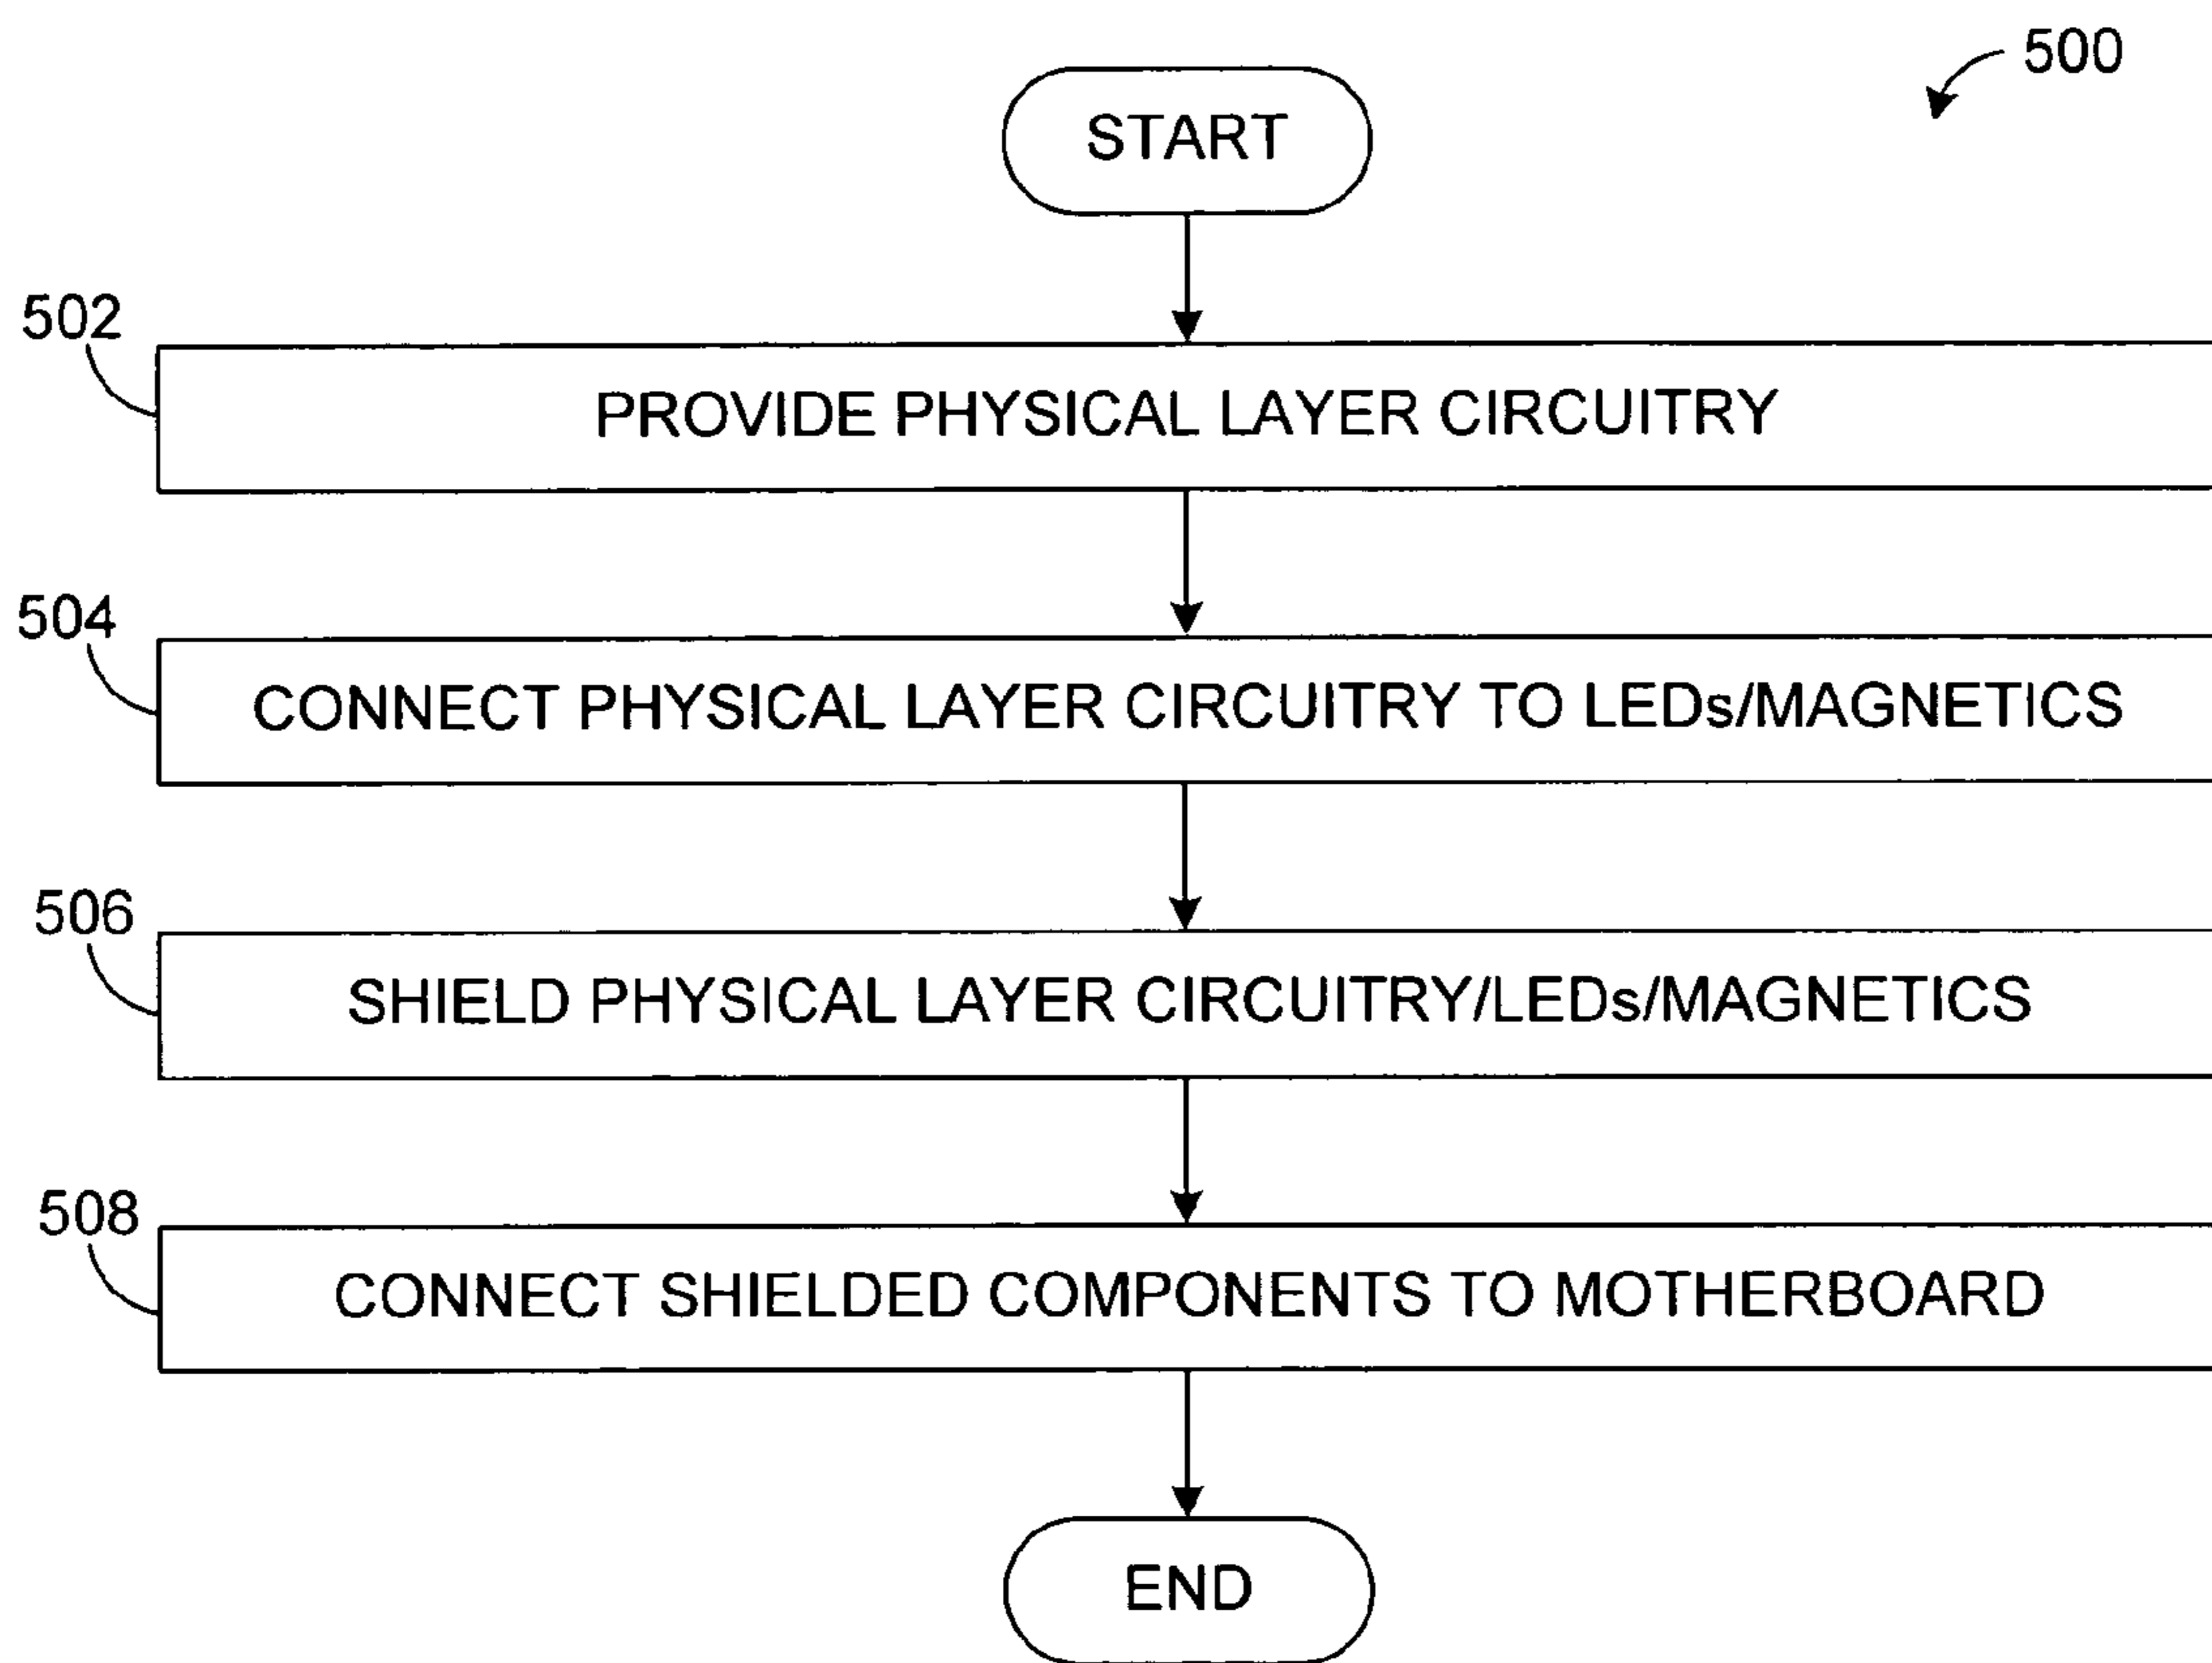 500
START
502
PROVIDE PHYSICAL LAYER CIRCUITRY
504
CONNECT PHYSICAL LAYER CIRCUITRY TO LEDs/MAGNETICS
506
SHIELD PHYSICAL LAYER CIRCUITRY/LEDs/MAGNETICS
508
CONNECT SHIELDED COMPONENTS TO MOTHERBOARD
END